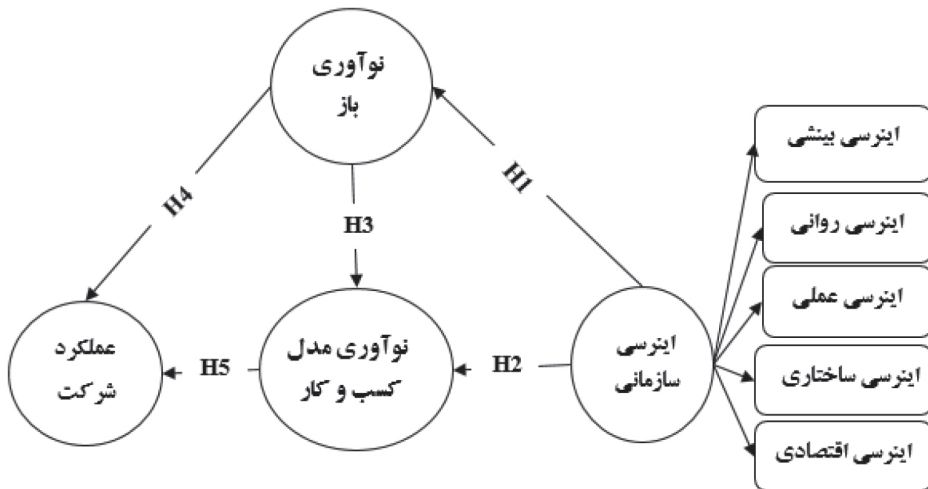 نوآوری
باز
اینرسی بینشی
H1
H4
اینرسی روانی
H3
اینرسی عملی
اینرسی
سازمانی
H2
نوآوری مدل
کسب و کار
H5
عملکرد
شرکت
اینرسی ساختاری
اینرسی اقتصادی